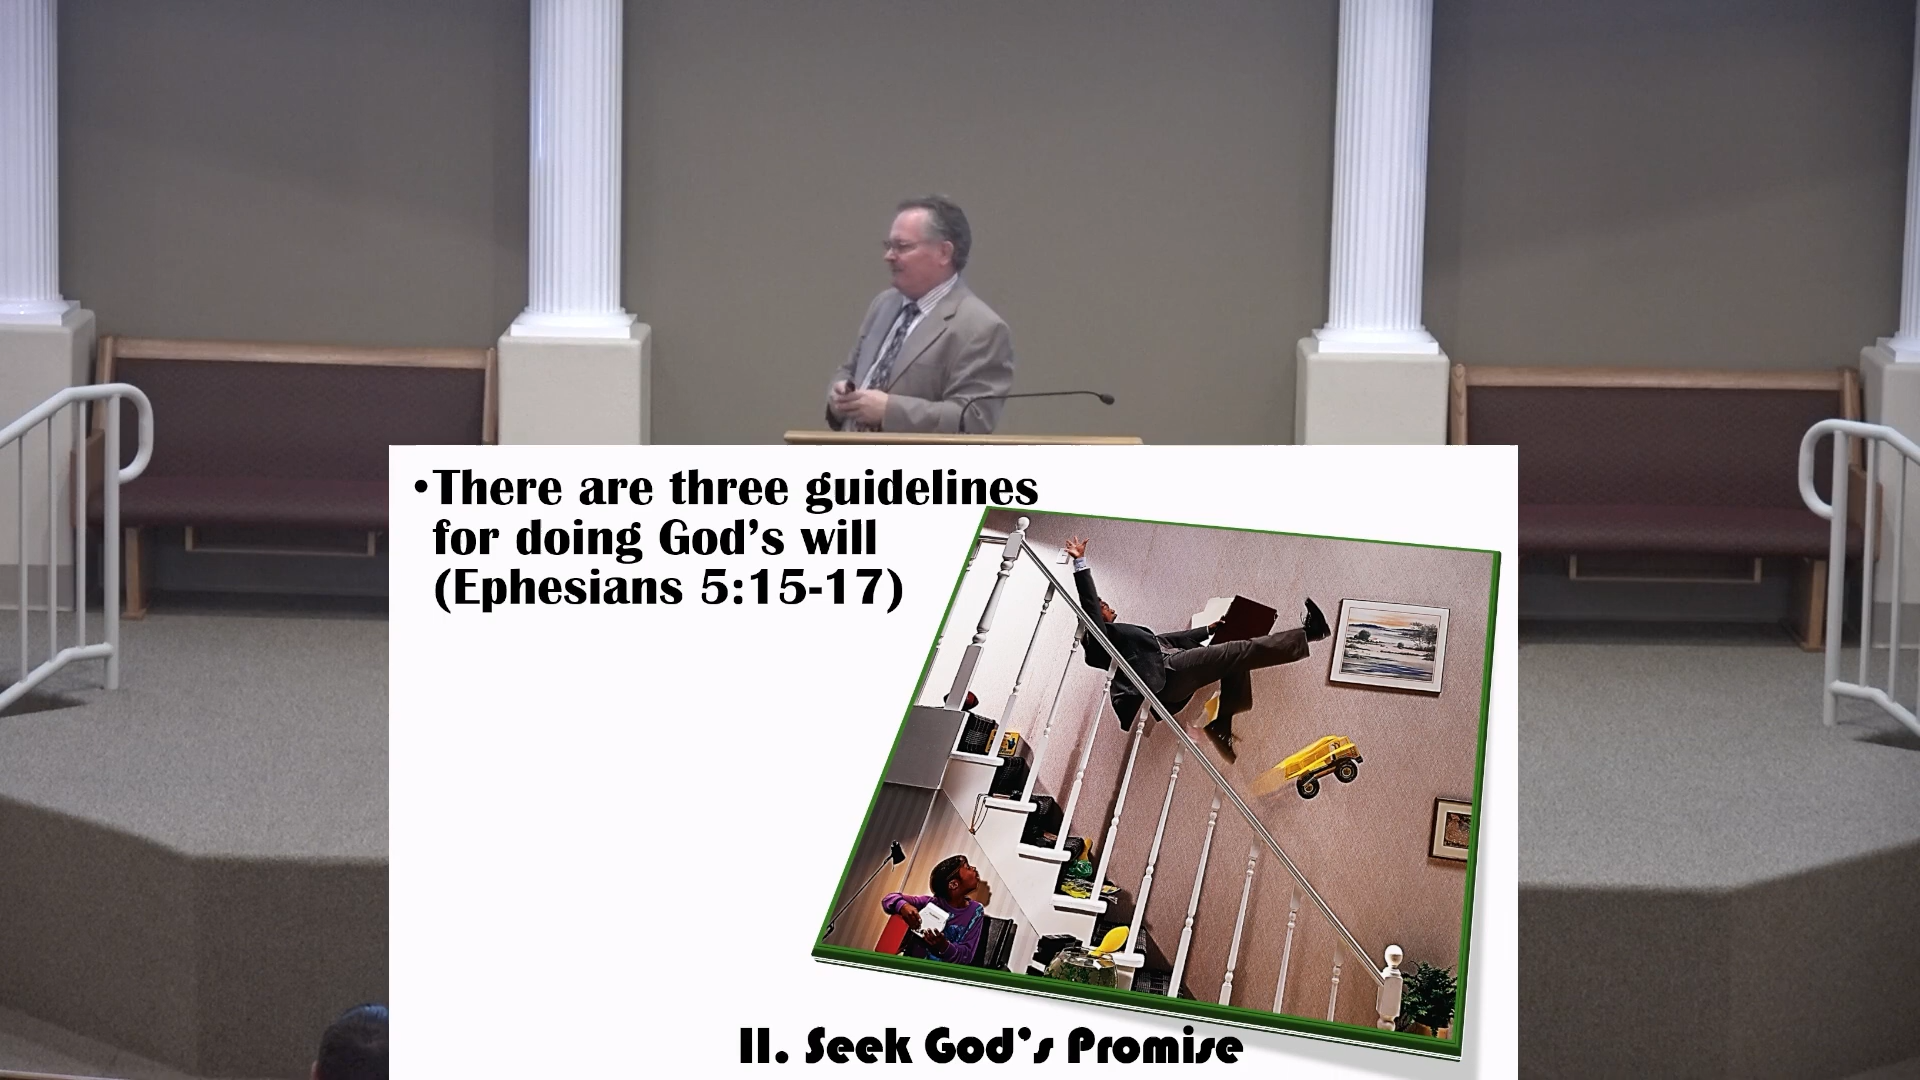 •There are three guidelines
for doing God's will
(Ephesians 5:15-17)
II. Seek God's Promise